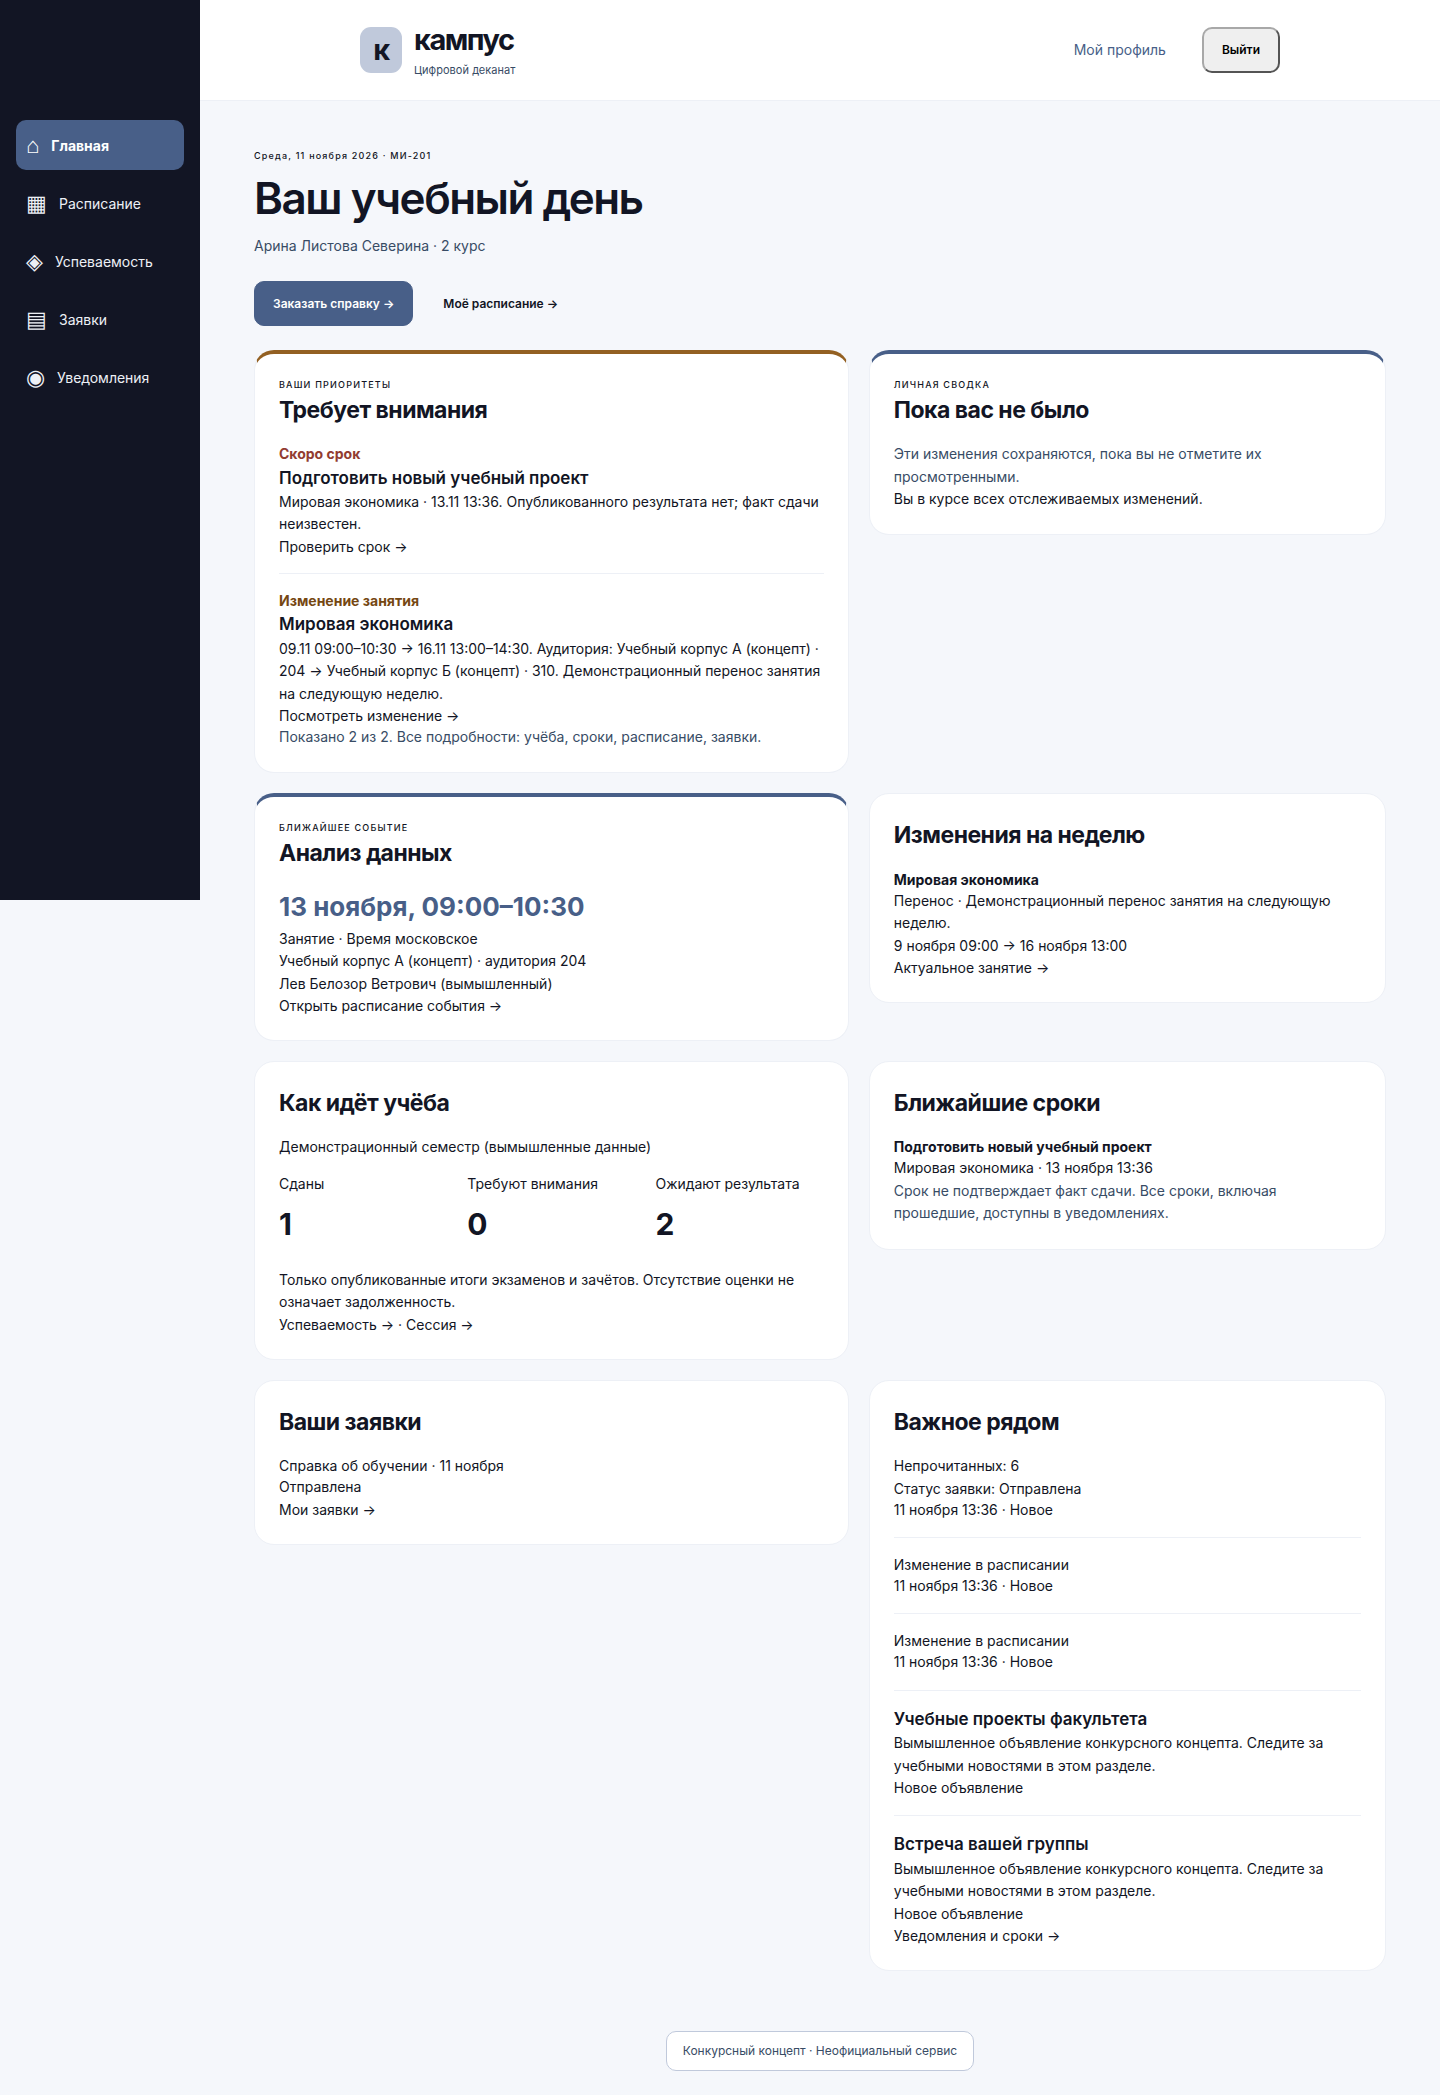 к
кампус
Цифровой деканат
Мой профиль
Выйти
Главная
Расписание
Успеваемость
Заявки
Уведомления
Среда, 11 ноября 2026 · МИ-201
Ваш учебный день
Арина Листова Северина · 2 курс
Заказать справку →
Моё расписание →
ВАШИ ПРИОРИТЕТЫ
Требует внимания
Скоро срок
Подготовить новый учебный проект
Мировая экономика · 13.11 13:36. Опубликованного результата нет; факт сдачи
неизвестен.
Проверить срок →
Изменение занятия
Мировая экономика
09.11 09:00–10:30 → 16.11 13:00–14:30. Аудитория: Учебный корпус А (концепт) ·
204 → Учебный корпус Б (концепт) · 310. Демонстрационный перенос занятия
на следующую неделю.
Посмотреть изменение →
Показано 2 из 2. Все подробности: учёба, сроки, расписание, заявки.
ЛИЧНАЯ СВОДКА
Пока вас не было
Эти изменения сохраняются, пока вы не отметите их
просмотренными.
Вы в курсе всех отслеживаемых изменений.
БЛИЖАЙШЕЕ СОБЫТИЕ
Анализ данных
13 ноября, 09:00–10:30
Занятие · Время московское
Учебный корпус А (концепт) · аудитория 204
Лев Белозор Ветрович (вымышленный)
Открыть расписание события →
Изменения на неделю
Мировая экономика
Перенос · Демонстрационный перенос занятия на следующую
неделю.
9 ноября 09:00 → 16 ноября 13:00
Актуальное занятие →
Как идёт учёба
Демонстрационный семестр (вымышленные данные)
Сданы
Требуют внимания
Ожидают результата
1
0
2
Только опубликованные итоги экзаменов и зачётов. Отсутствие оценки не
означает задолженность.
Успеваемость → · Сессия →
Ближайшие сроки
Подготовить новый учебный проект
Мировая экономика · 13 ноября 13:36
Срок не подтверждает факт сдачи. Все сроки, включая
прошедшие, доступны в уведомлениях.
Ваши заявки
Справка об обучении · 11 ноября
Отправлена
Мои заявки →
Важное рядом
Непрочитанных: 6
Статус заявки: Отправлена
11 ноября 13:36 · Новое
Изменение в расписании
11 ноября 13:36 · Новое
Изменение в расписании
11 ноября 13:36 · Новое
Учебные проекты факультета
Вымышленное объявление конкурсного концепта. Следите за
учебными новостями в этом разделе.
Новое объявление
Встреча вашей группы
Вымышленное объявление конкурсного концепта. Следите за
учебными новостями в этом разделе.
Новое объявление
Уведомления и сроки →
Конкурсный концепт · Неофициальный сервис